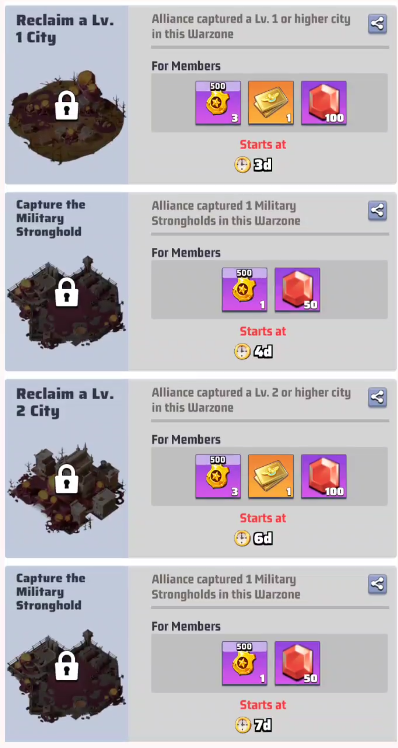 Reclaim a Lv.
1 City
Alliance captured a Lv. 1 or higher city
in this Warzone
For Members
500
3
1
100
Starts at
3d
Capture the
Military
Stronghold
Alliance captured 1 Military
Strongholds in this Warzone
For Members
500
1
50
Starts at
4d
Reclaim a Lv.
2 City
Alliance captured a Lv. 2 or higher city
in this Warzone
For Members
500
3
1
100
Starts at
6d
Capture the
Military
Stronghold
Alliance captured 1 Military
Strongholds in this Warzone
For Members
500
1
50
Starts at
7d